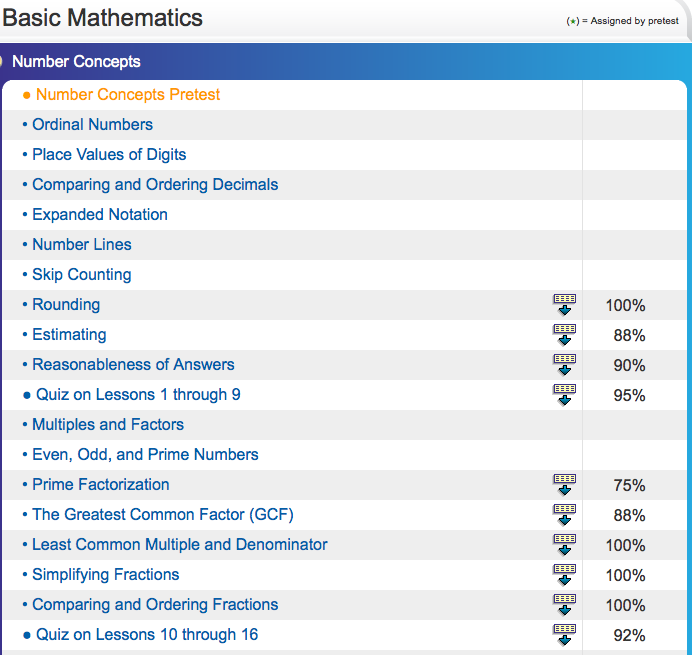 Basic Mathematics
(★) = Assigned by pretest
Number Concepts
• Number Concepts Pretest
• Ordinal Numbers
• Place Values of Digits
• Comparing and Ordering Decimals
• Expanded Notation
• Number Lines
• Skip Counting
• Rounding 100%
• Estimating 88%
• Reasonableness of Answers 90%
• Quiz on Lessons 1 through 9 95%
• Multiples and Factors
• Even, Odd, and Prime Numbers
• Prime Factorization 75%
• The Greatest Common Factor (GCF) 88%
• Least Common Multiple and Denominator 100%
• Simplifying Fractions 100%
• Comparing and Ordering Fractions 100%
• Quiz on Lessons 10 through 16 92%